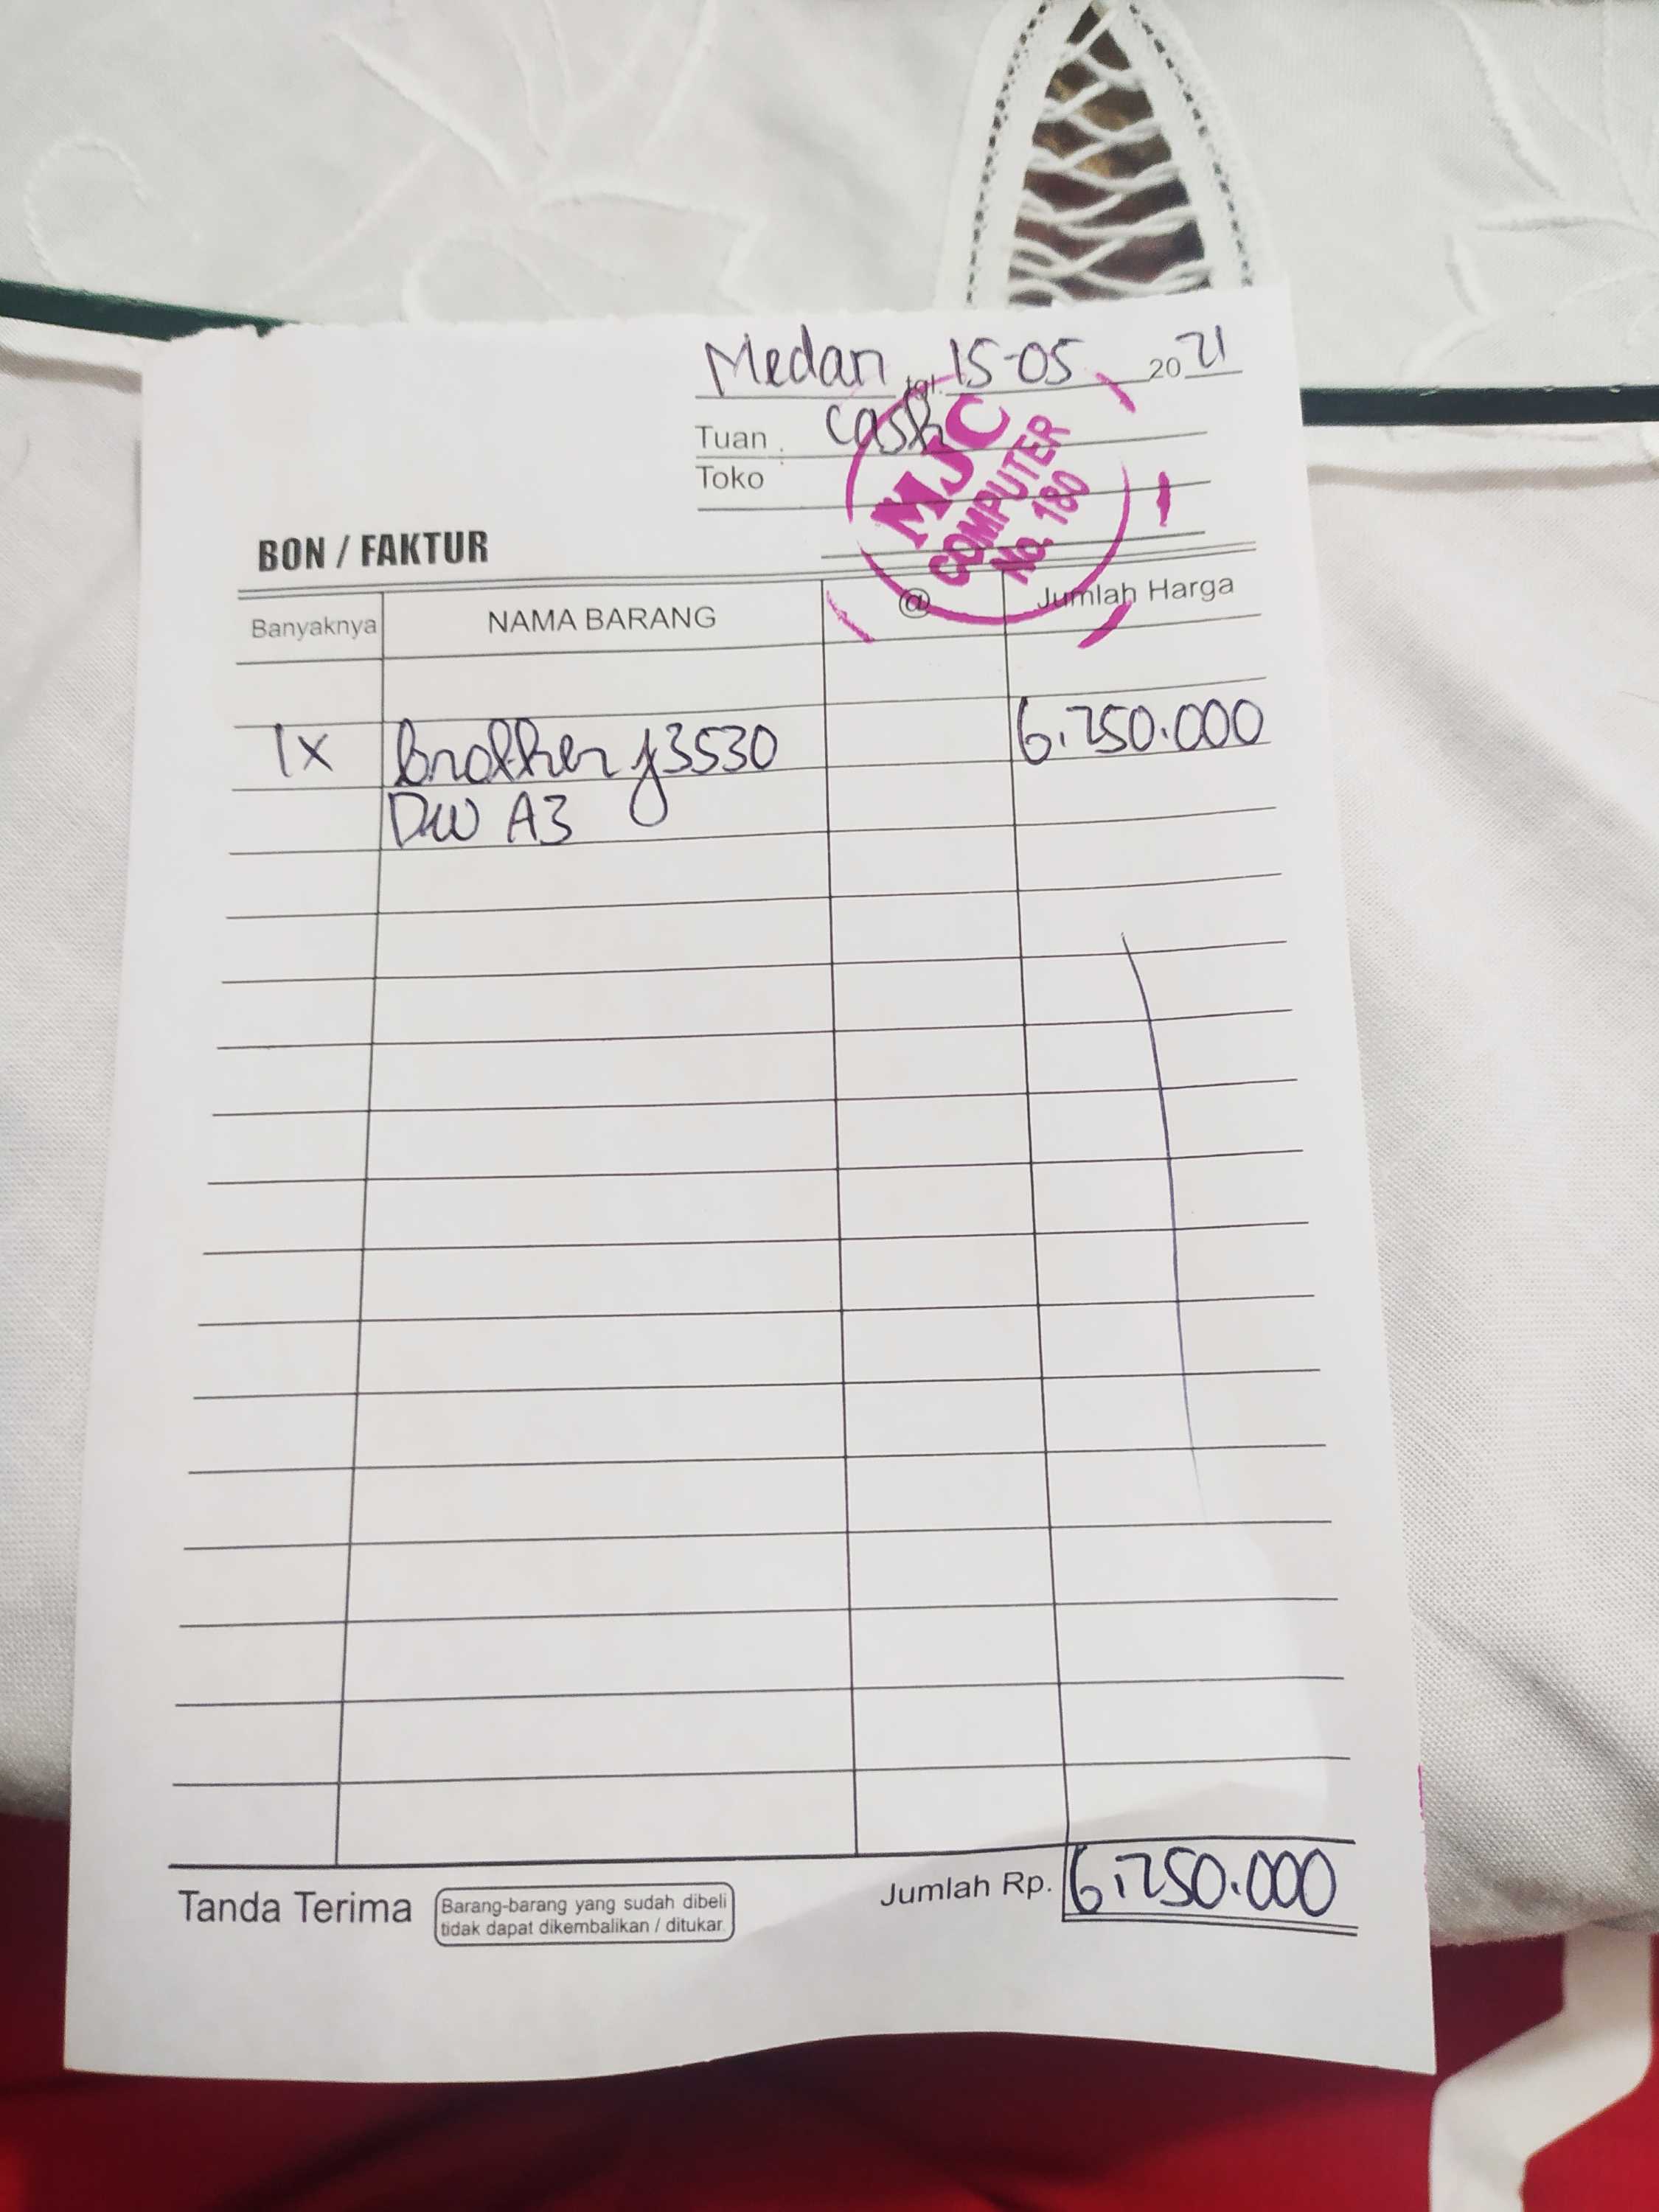 Medan, tgl. 15-05 2021
Tuan : Cash
Toko
MJC
COMPUTER
No. 180
BON / FAKTUR
Banyaknya NAMA BARANG @ Jumlah Harga
1x Brother j3530 6.250.000
DW A3
Tanda Terima Barang-barang yang sudah dibeli Jumlah Rp. 6.250.000
tidak dapat dikembalikan / ditukar.